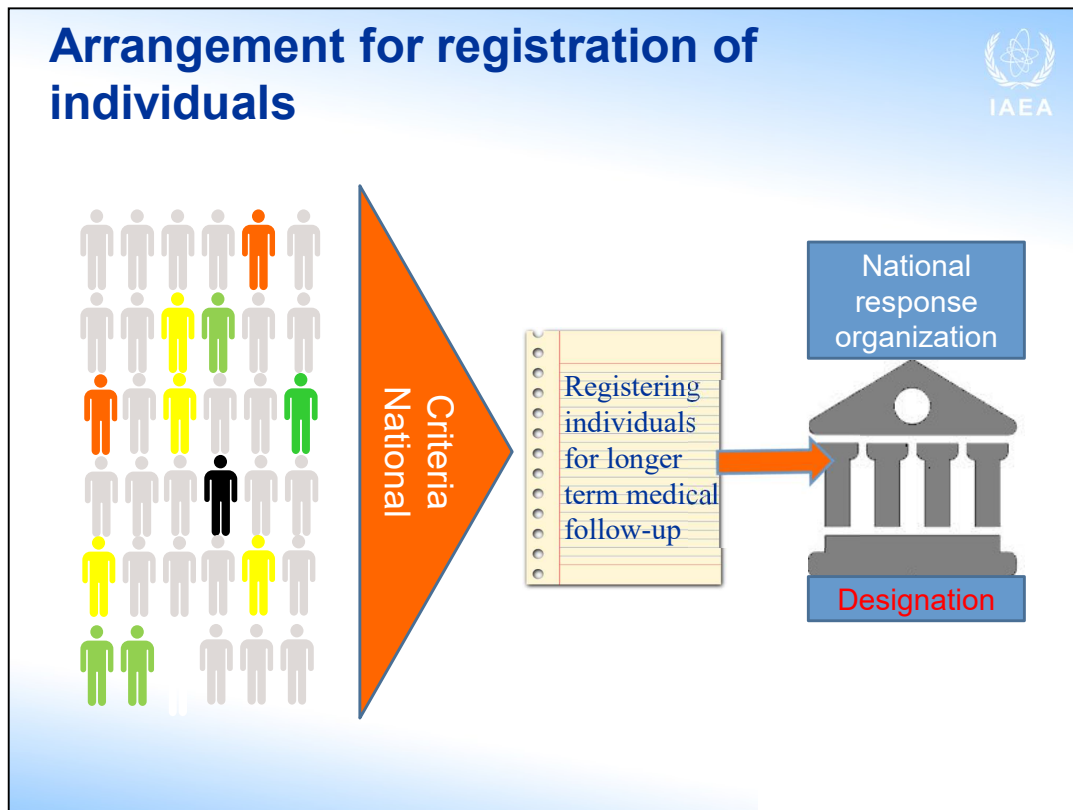 Arrangement for registration of
individuals
IAEA
National
Criteria
Registering
individuals
for longer
term medical
follow-up
National
response
organization
Designation